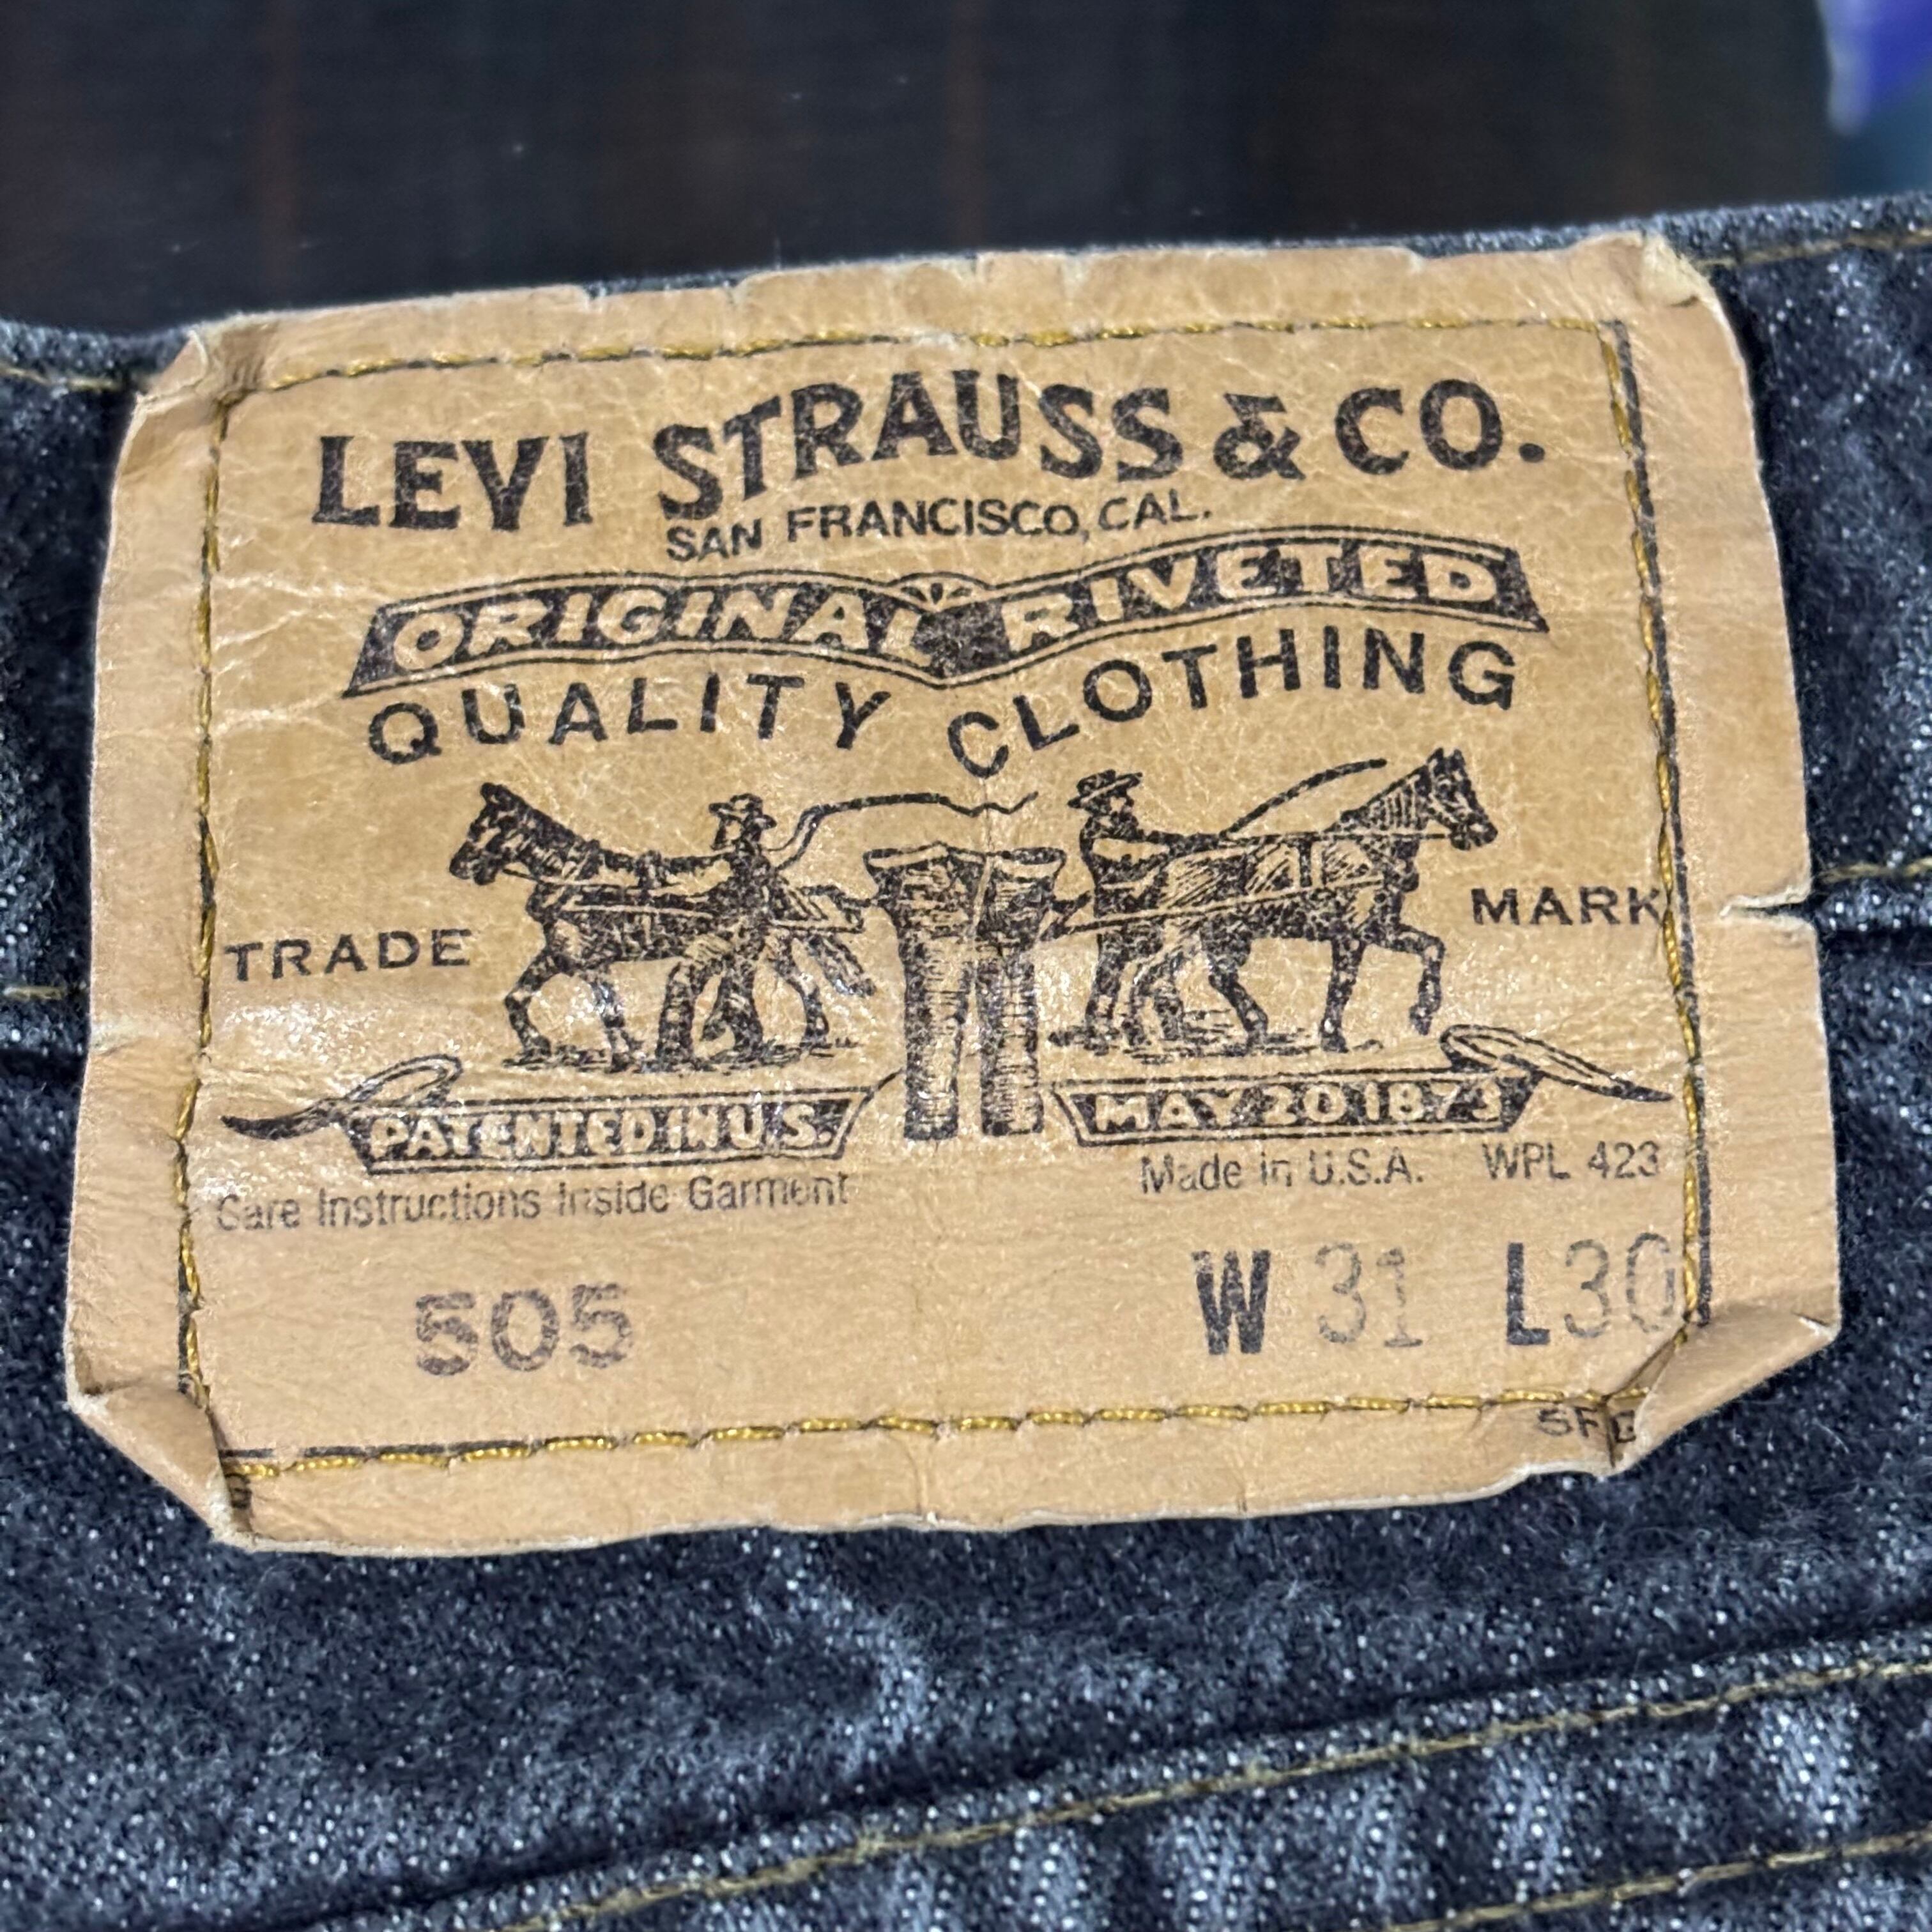 LEVI STRAUSS & CO.
SAN FRANCISCO, CAL.
ORIGINAL RIVETED
QUALITY CLOTHING
TRADE MARK
PATENTED IN U.S. MAY 20 1873
Care Instructions Inside Garment Made in U.S.A. WPL 423
505 W 31 L 30